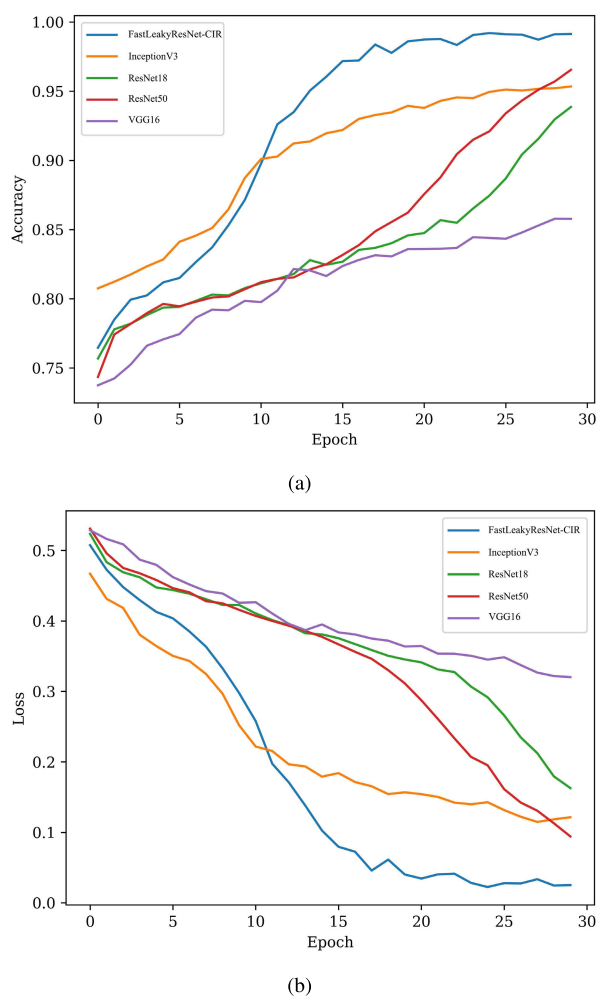 1.00
0.95
0.90
0.85
0.80
0.75
Accuracy
FastLeakyResNet-CIR
InceptionV3
ResNet18
ResNet50
VGG16
0 5 10 15 20 25 30
Epoch
(a)
0.5
0.4
0.3
0.2
0.1
0.0
Loss
FastLeakyResNet-CIR
InceptionV3
ResNet18
ResNet50
VGG16
0 5 10 15 20 25 30
Epoch
(b)